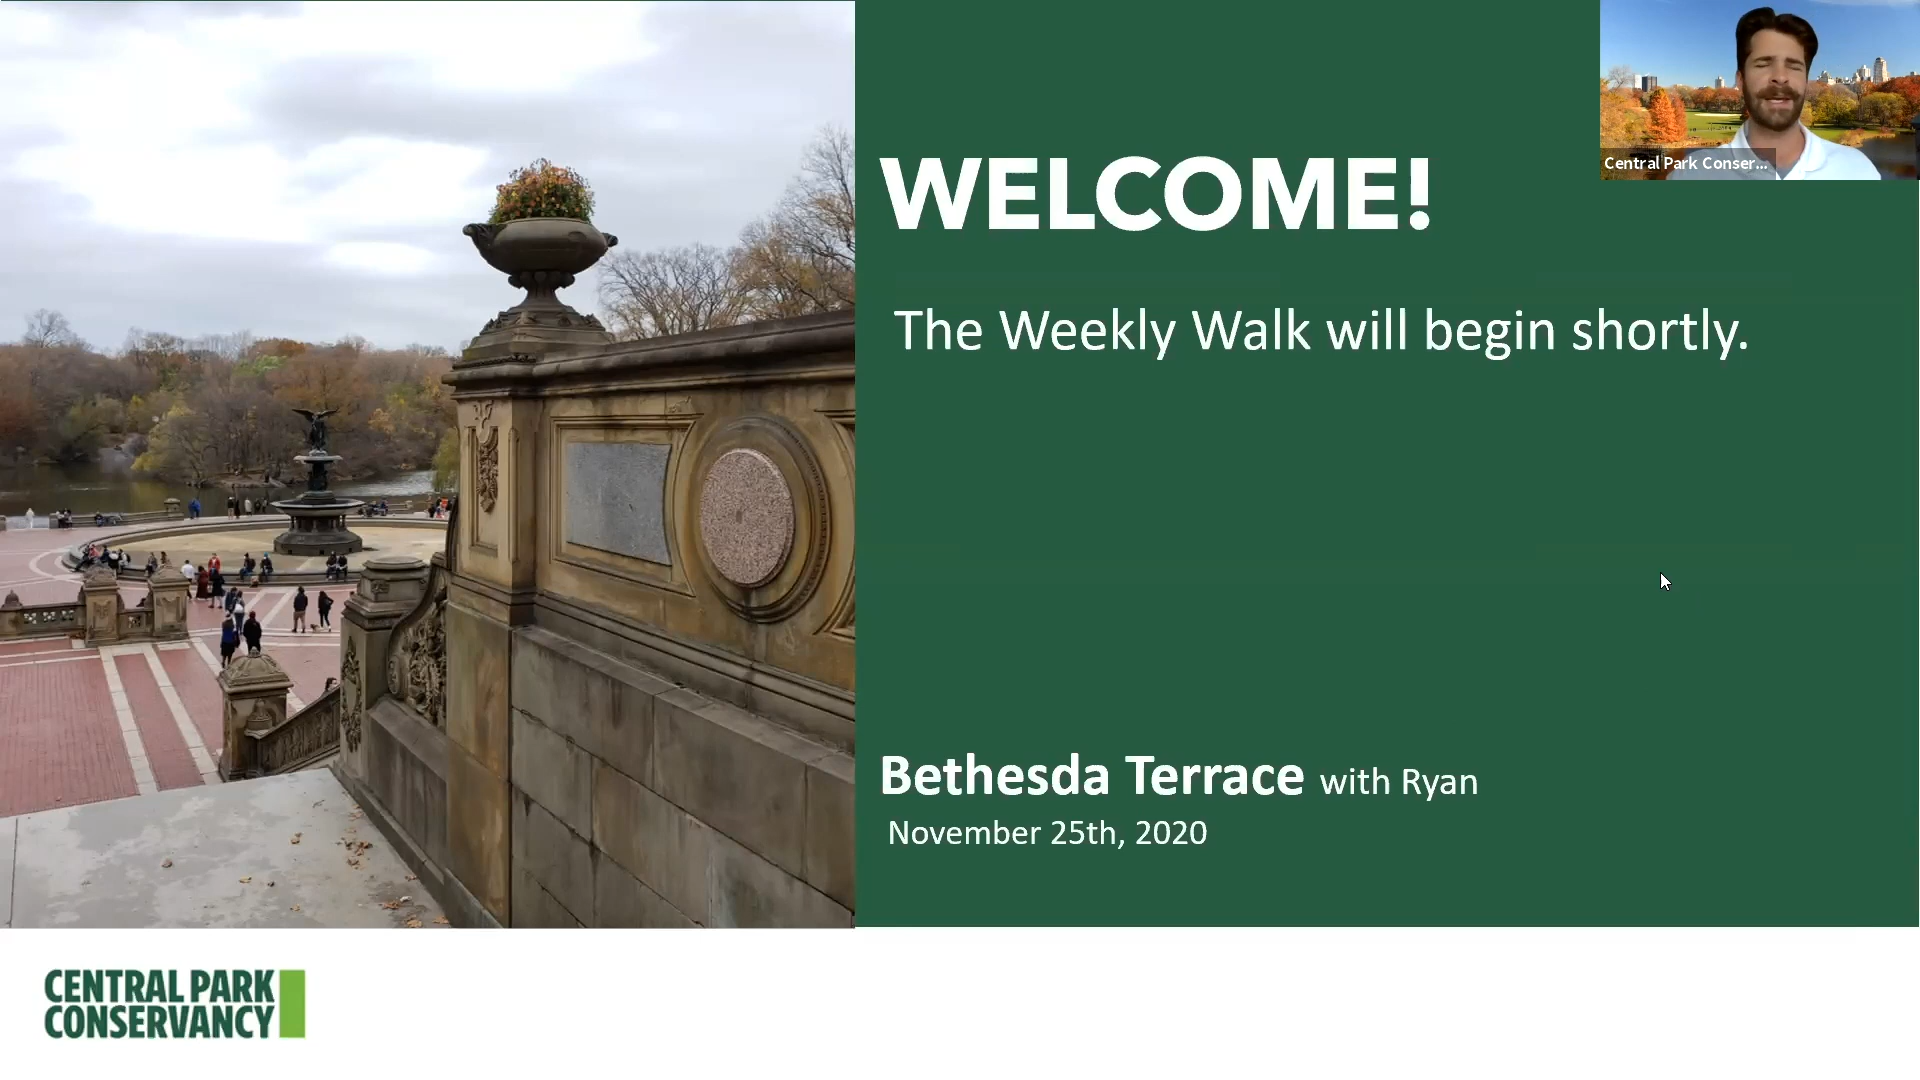 WELCOME!
Central Park Conser...
The Weekly Walk will begin shortly.
Bethesda Terrace with Ryan
November 25th, 2020
CENTRAL PARK
CONSERVANCY